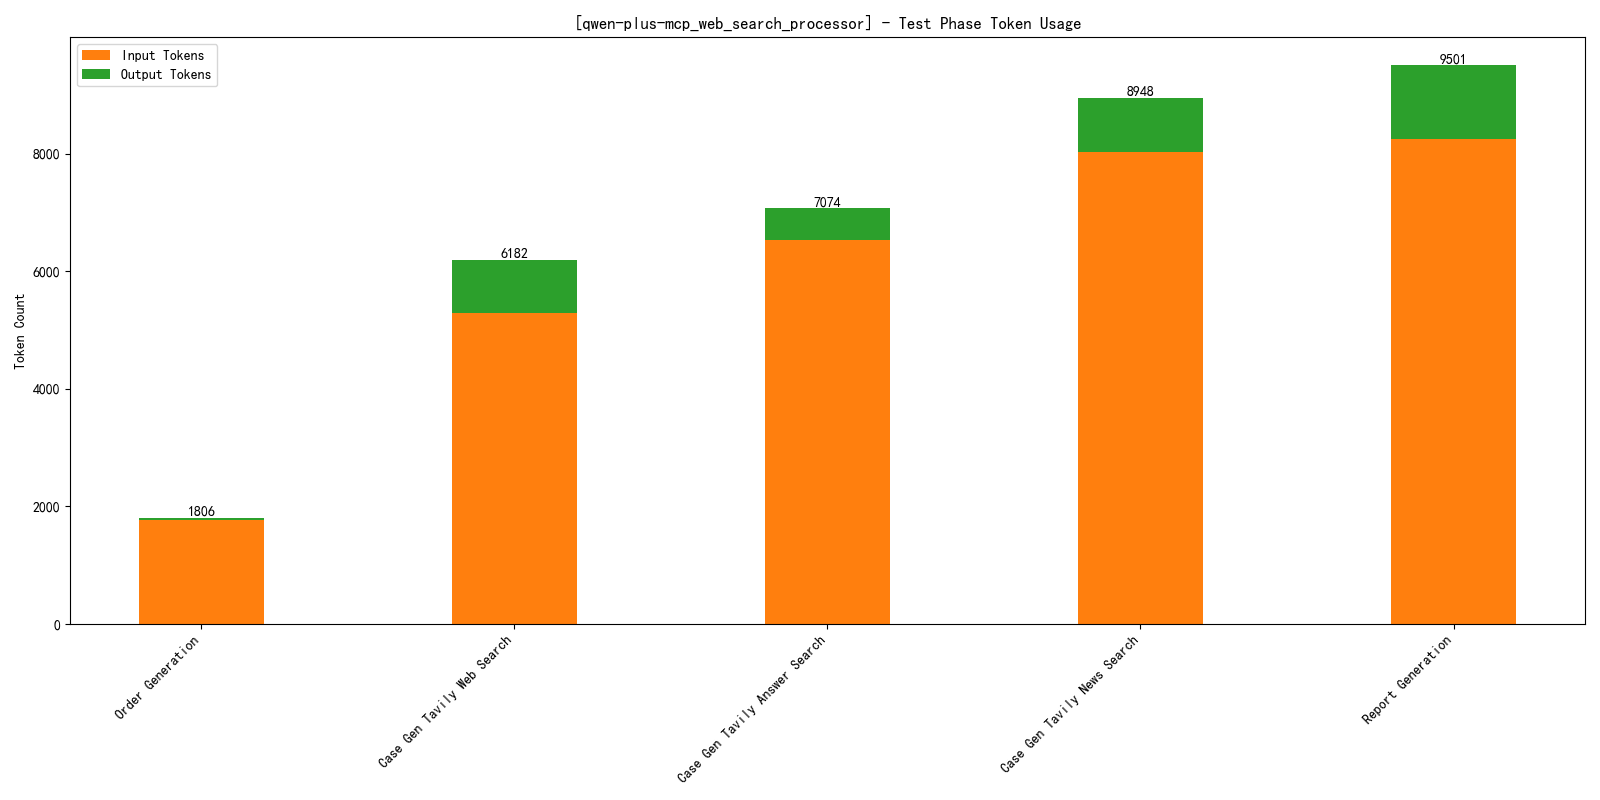 [qwen-plus-mcp_web_search_processor] - Test Phase Token Usage
Input Tokens
Output Tokens
Token Count
8000
6000
4000
2000
0
1806
6182
7074
8948
9501
Order Generation
Case Gen Tavily Web Search
Case Gen Tavily Answer Search
Case Gen Tavily News Search
Report Generation